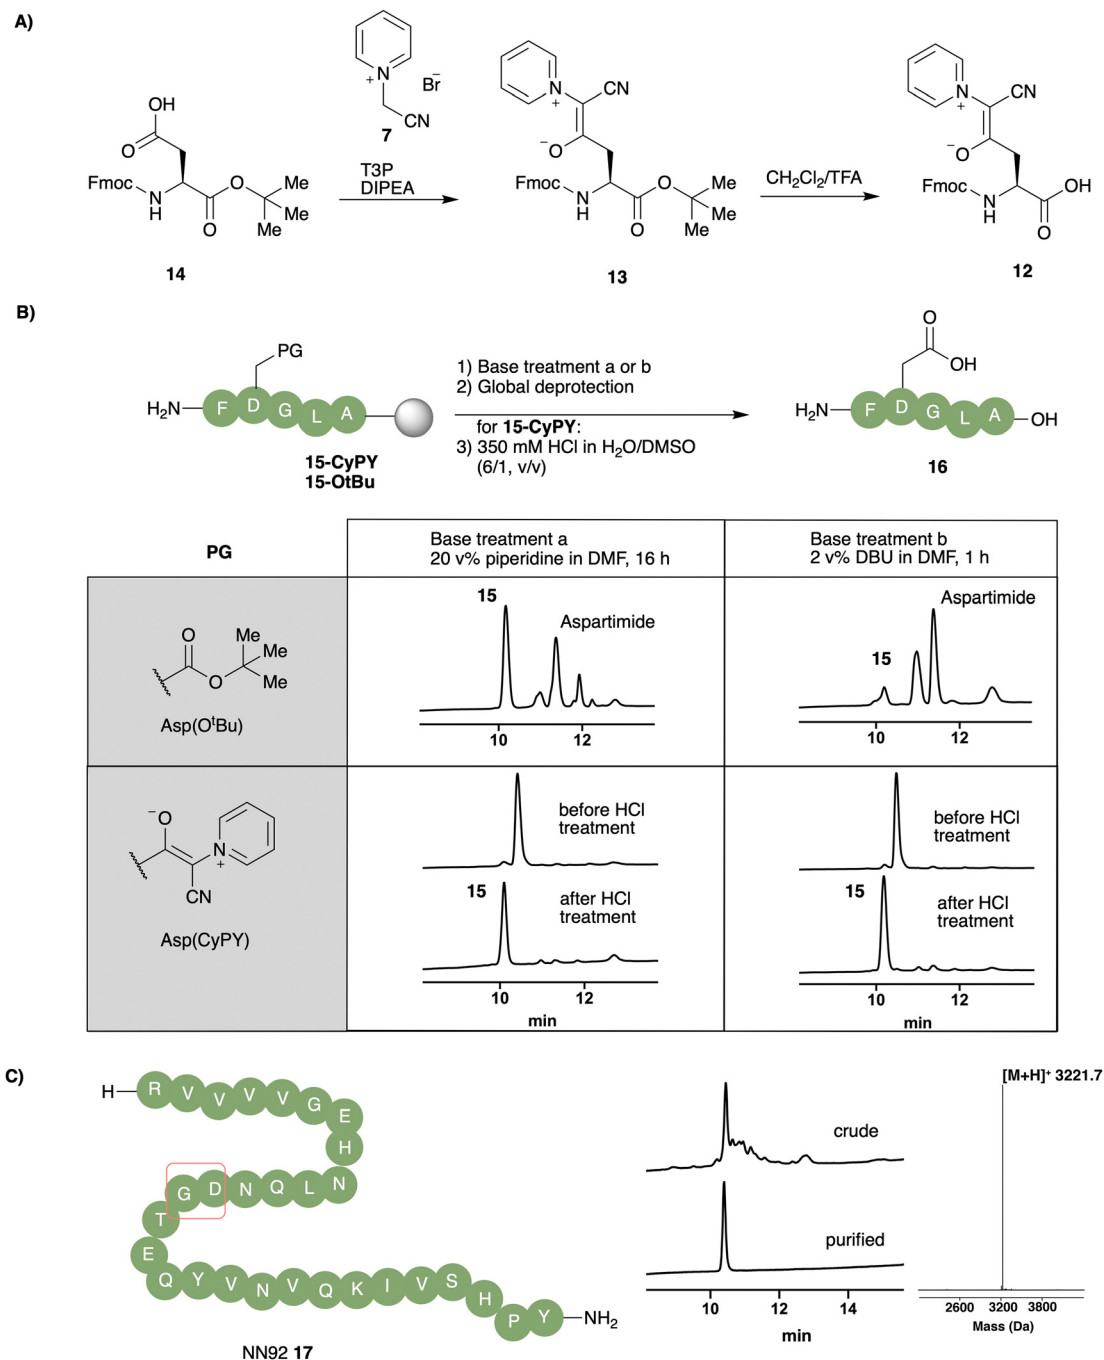 A)
N
+
Br⁻
CN
7
OH
O
Fmoc
N
H
O
O
Me
Me
Me
14
T3P
DIPEA
N
+
CN
⁻O
Fmoc
N
H
O
O
Me
Me
Me
13
CH₂Cl₂/TFA
N
+
CN
⁻O
Fmoc
N
H
OH
O
12
B)
PG
H₂N
F D G L A
15-CyPY
15-OtBu
1) Base treatment a or b
2) Global deprotection
for 15-CyPY:
3) 350 mM HCl in H₂O/DMSO
(6/1, v/v)
O
OH
H₂N
F D G L A
OH
16
PG
Base treatment a
20 v% piperidine in DMF, 16 h
Base treatment b
2 v% DBU in DMF, 1 h
O
O
Me
Me
Me
Asp(OᵗBu)
15
Aspartimide
10 12
15
Aspartimide
10 12
⁻O
N
+
CN
Asp(CyPY)
before HCl
treatment
15
after HCl
treatment
10 12
min
before HCl
treatment
15
after HCl
treatment
10 12
min
C)
H R V V V V G E
H
G D N Q L N
T
E
Q Y V N V Q K I V S H P Y NH₂
NN92 17
crude
purified
10 12 14
min
[M+H]⁺ 3221.7
2600 3200 3800
Mass (Da)